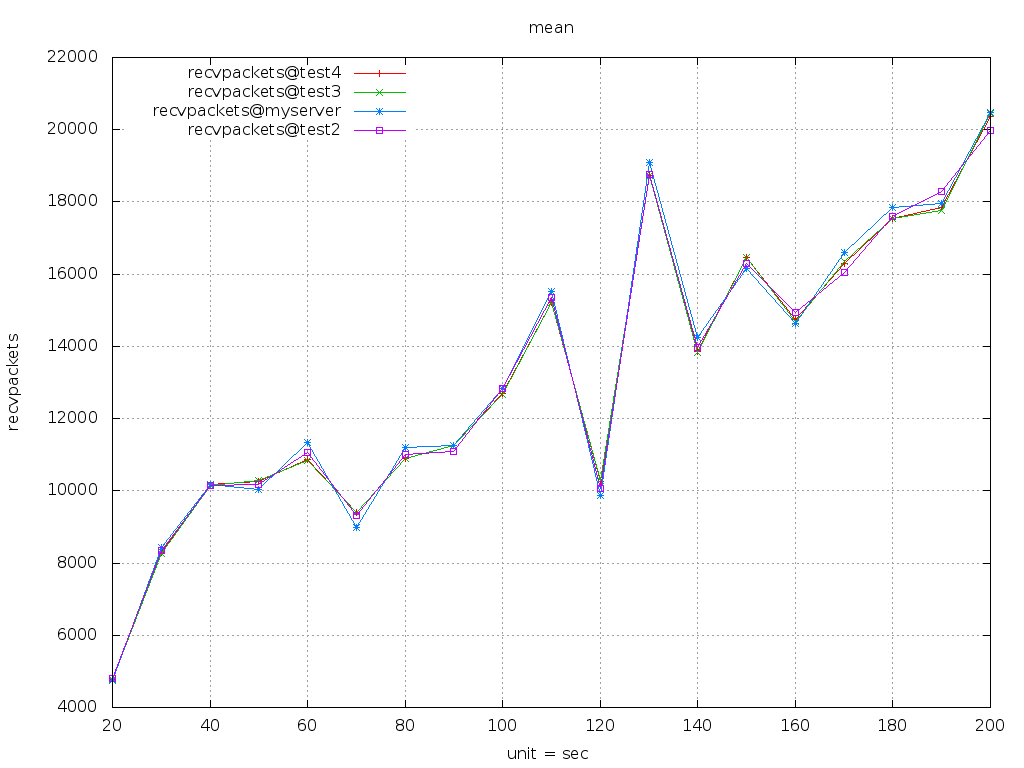 mean
22000
20000
18000
16000
14000
12000
10000
8000
6000
4000
recvpackets
recvpackets@test4
recvpackets@test3
recvpackets@myserver
recvpackets@test2
20 40 60 80 100 120 140 160 180 200
unit = sec